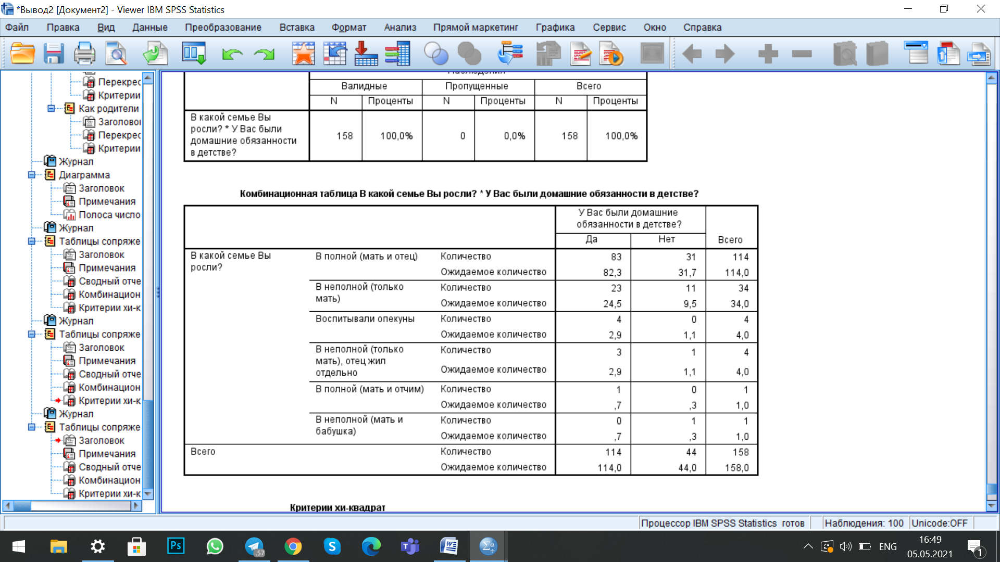 *Вывод2 [Документ2] - Viewer IBM SPSS Statistics
Файл Правка Вид Данные Преобразование Вставка Формат Анализ Прямой маркетинг Графика Сервис Окно Справка
Перекрес
Критерии
Как родители
Заголово
Перекрес
Критерии
Журнал
Диаграмма
Заголовок
Примечания
Полоса число
Журнал
Таблицы сопряже
Заголовок
Примечания
Сводный отче
Комбинацион
Критерии хи-к
Журнал
Таблицы сопряже
Заголовок
Примечания
Сводный отче
Комбинацион
Критерии хи-к
Журнал
Таблицы сопряже
Заголовок
Примечания
Сводный отче
Комбинацион
Критерии хи-к
Наблюдения
Валидные Пропущенные Всего
N Проценты N Проценты N Проценты
В какой семье Вы
росли? * У Вас были
домашние обязанности
в детстве?
158 100,0% 0 0,0% 158 100,0%
Комбинационная таблица В какой семье Вы росли? * У Вас были домашние обязанности в детстве?
У Вас были домашние
обязанности в детстве?
Да Нет Всего
В какой семье Вы
росли?
В полной (мать и отец) Количество 83 31 114
Ожидаемое количество 82,3 31,7 114,0
В неполной (только
мать)
Количество 23 11 34
Ожидаемое количество 24,5 9,5 34,0
Воспитывали опекуны Количество 4 0 4
Ожидаемое количество 2,9 1,1 4,0
В неполной (только
мать), отец жил
отдельно
Количество 3 1 4
Ожидаемое количество 2,9 1,1 4,0
В полной (мать и отчим) Количество 1 0 1
Ожидаемое количество ,7 ,3 1,0
В неполной (мать и
бабушка)
Количество 0 1 1
Ожидаемое количество ,7 ,3 1,0
Всего Количество 114 44 158
Ожидаемое количество 114,0 44,0 158,0
Критерии хи-квадрат
Процессор IBM SPSS Statistics готов Наблюдения: 100 Unicode:OFF
Ps
..57
S
W
Σα
ENG
16:49
05.05.2021
1